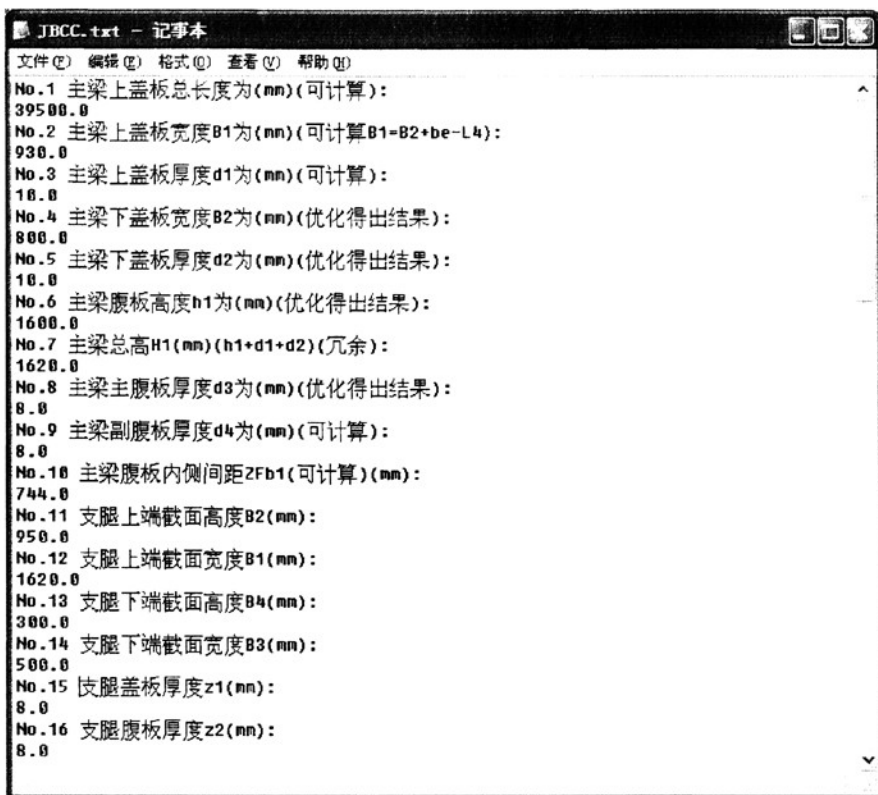 JBCC.txt - 记事本
文件(F) 编辑(E) 格式(O) 查看(V) 帮助(H)
No.1 主梁上盖板总长度为(mm)(可计算):
39500.0
No.2 主梁上盖板宽度B1为(mm)(可计算B1=B2+be-L4):
930.0
No.3 主梁上盖板厚度d1为(mm)(可计算):
10.0
No.4 主梁下盖板宽度B2为(mm)(优化得出结果):
800.0
No.5 主梁下盖板厚度d2为(mm)(优化得出结果):
10.0
No.6 主梁腹板高度h1为(mm)(优化得出结果):
1600.0
No.7 主梁总高H1(mm)(h1+d1+d2)(冗余):
1620.0
No.8 主梁主腹板厚度d3为(mm)(优化得出结果):
8.0
No.9 主梁副腹板厚度d4为(mm)(可计算):
8.0
No.10 主梁腹板内侧间距ZFb1(可计算)(mm):
744.0
No.11 支腿上端截面高度B2(mm):
950.0
No.12 支腿上端截面宽度B1(mm):
1620.0
No.13 支腿下端截面高度B4(mm):
300.0
No.14 支腿下端截面宽度B3(mm):
500.0
No.15 支腿盖板厚度z1(mm):
8.0
No.16 支腿腹板厚度z2(mm):
8.0